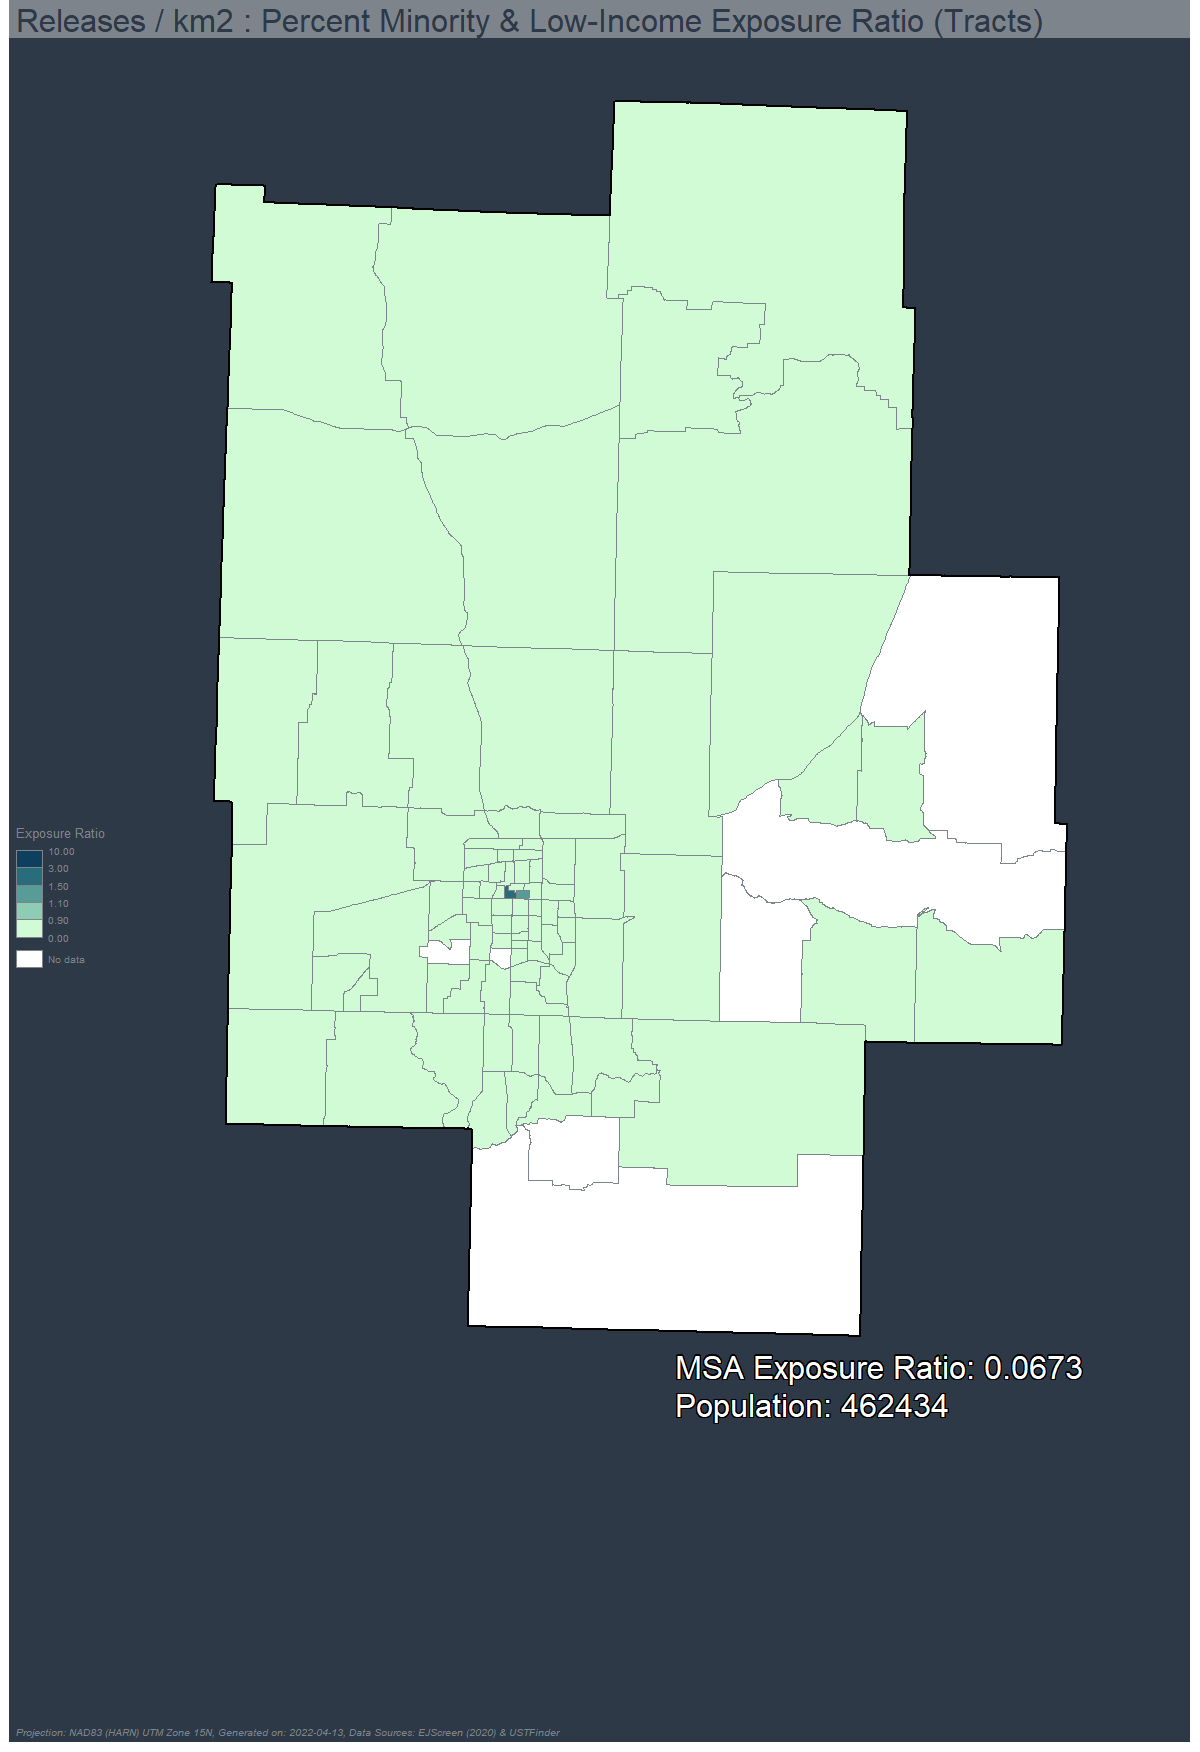 Releases / km2 : Percent Minority & Low-Income Exposure Ratio (Tracts)
Exposure Ratio
10.00
3.00
1.50
1.10
0.90
0.00
No data
MSA Exposure Ratio: 0.0673
Population: 462434
Projection: NAD83 (HARN) UTM Zone 15N, Generated on: 2022-04-13, Data Sources: EJScreen (2020) & USTFinder